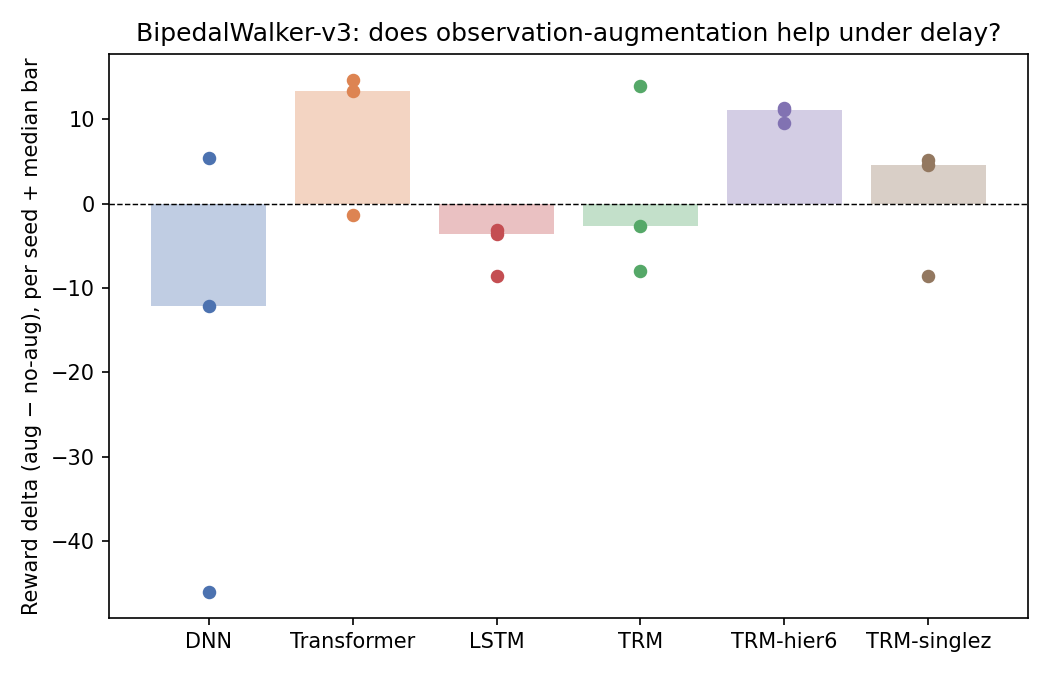 BipedalWalker-v3: does observation-augmentation help under delay?
Reward delta (aug − no-aug), per seed + median bar
10
0
−10
−20
−30
−40
DNN
Transformer
LSTM
TRM
TRM-hier6
TRM-singlez